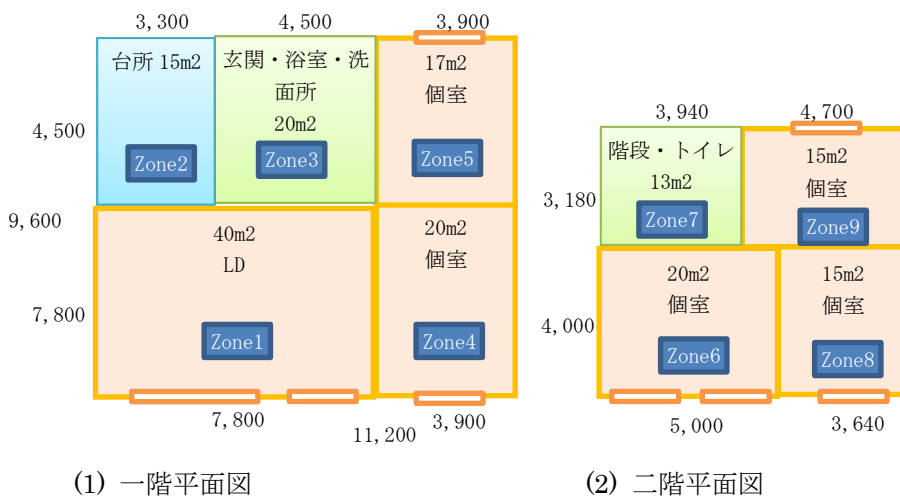 3,300
4,500
3,900
台所 15m2
玄関・浴室・洗
面所
20m2
17m2
個室
4,500
Zone2
Zone3
Zone5
9,600
40m2
LD
20m2
個室
7,800
Zone1
Zone4
7,800
3,900
11,200
(1) 一階平面図
3,940
4,700
階段・トイレ
13m2
15m2
個室
3,180
Zone7
Zone9
20m2
個室
15m2
個室
4,000
Zone6
Zone8
5,000
3,640
(2) 二階平面図